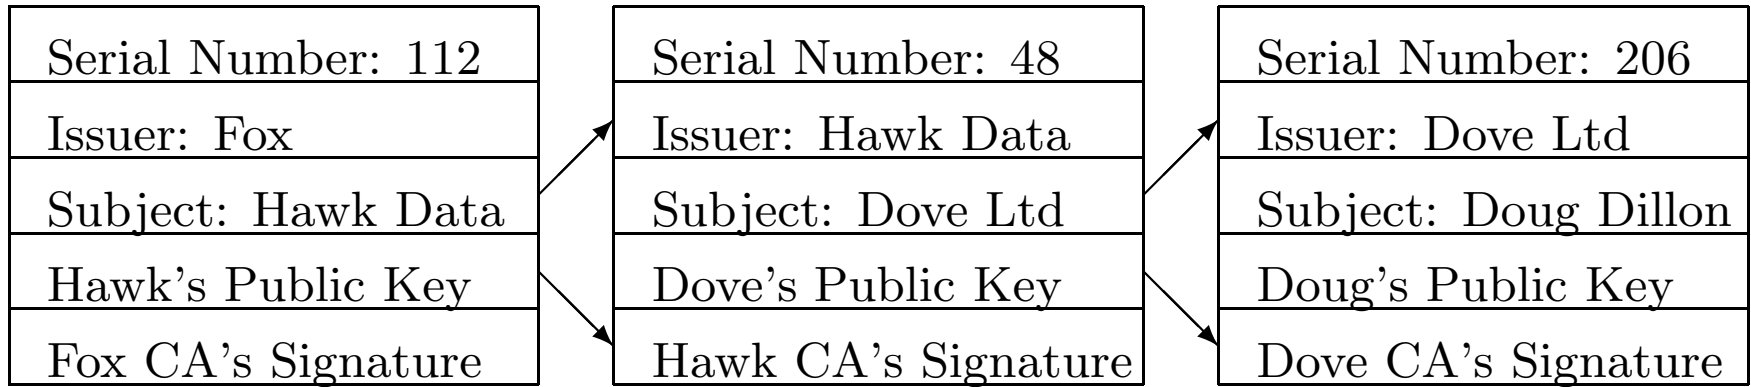 Serial Number: 112
Issuer: Fox
Subject: Hawk Data
Hawk's Public Key
Fox CA's Signature
Serial Number: 48
Issuer: Hawk Data
Subject: Dove Ltd
Dove's Public Key
Hawk CA's Signature
Serial Number: 206
Issuer: Dove Ltd
Subject: Doug Dillon
Doug's Public Key
Dove CA's Signature